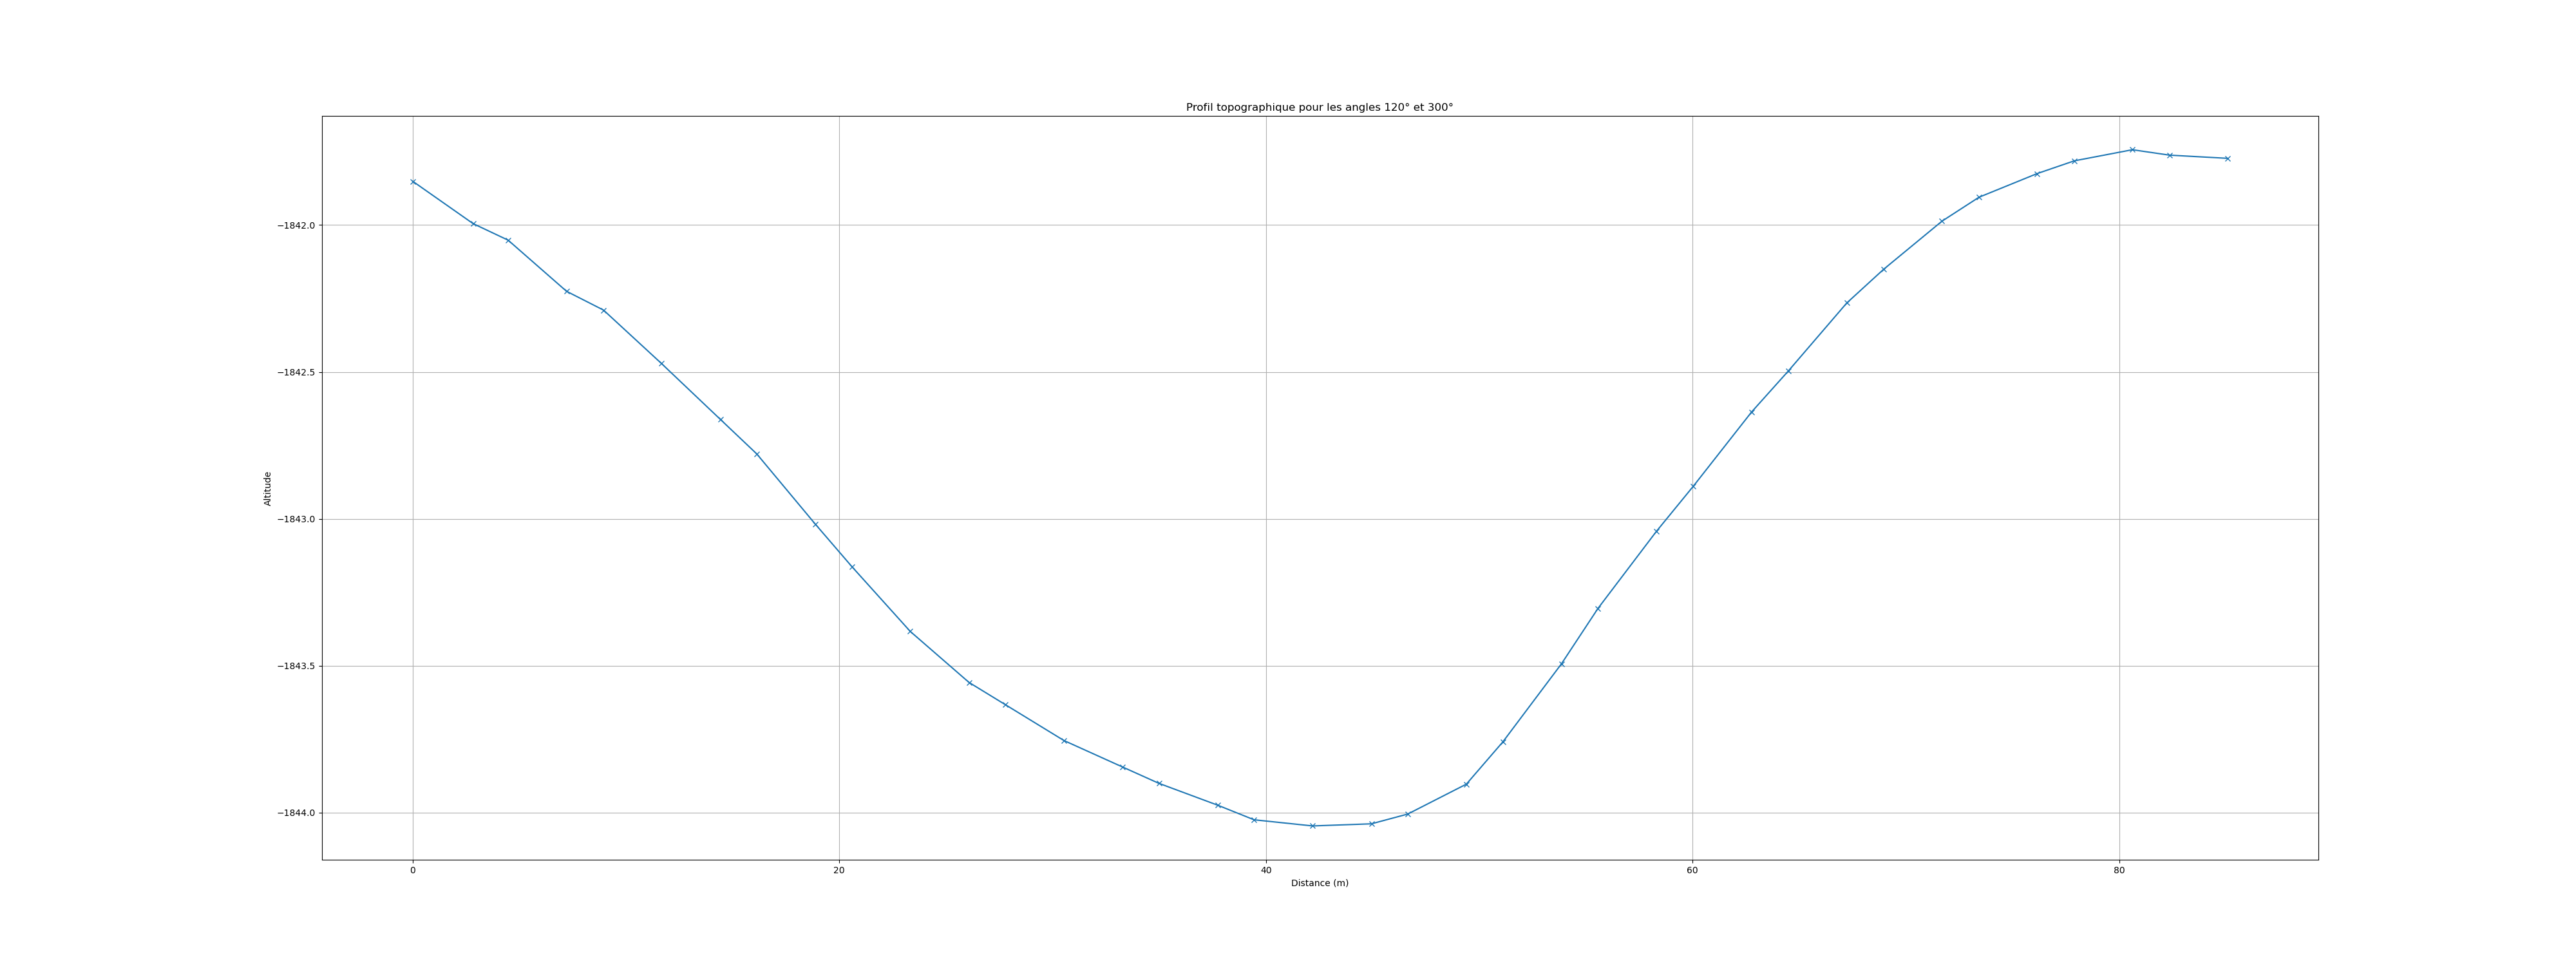 Profil topographique pour les angles 120° et 300°
Altitude
−1842.0
−1842.5
−1843.0
−1843.5
−1844.0
0 20 40 60 80
Distance (m)